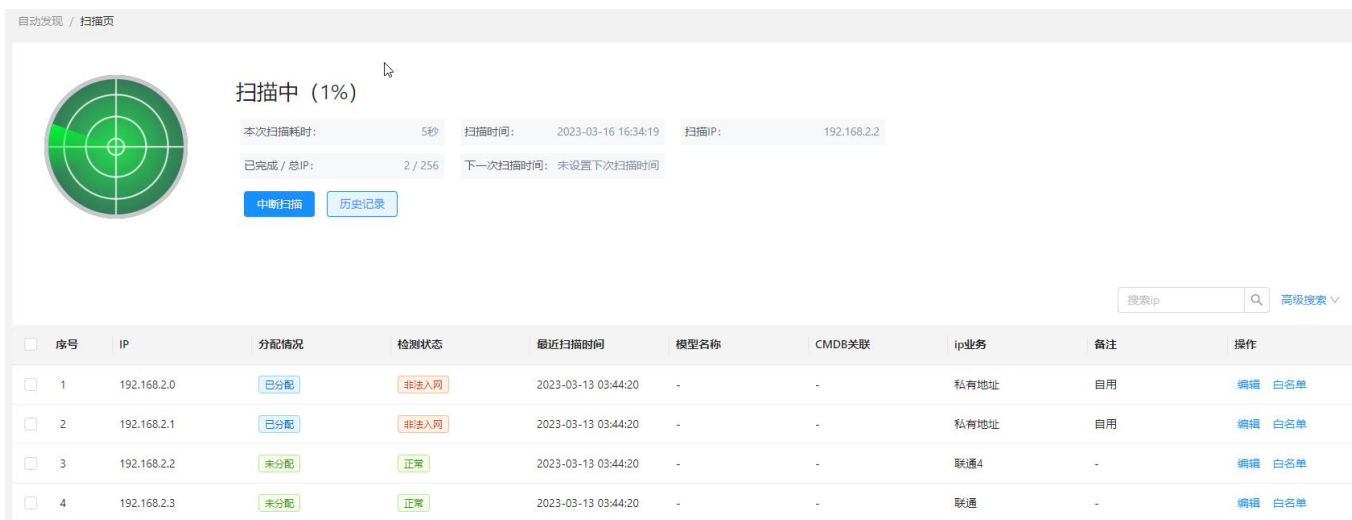 自动发现 / 扫描页
扫描中（1%）
本次扫描耗时： 5秒 扫描时间： 2023-03-16 16:34:19 扫描IP： 192.168.2.2
已完成 / 总IP： 2 / 256 下一次扫描时间： 未设置下次扫描时间
中断扫描 历史记录
搜索ip 高级搜索
序号 IP 分配情况 检测状态 最近扫描时间 模型名称 CMDB关联 ip业务 备注 操作
1 192.168.2.0 已分配 非法入网 2023-03-13 03:44:20 - - 私有地址 自用 编辑 白名单
2 192.168.2.1 已分配 非法入网 2023-03-13 03:44:20 - - 私有地址 自用 编辑 白名单
3 192.168.2.2 未分配 正常 2023-03-13 03:44:20 - - 联通4 - 编辑 白名单
4 192.168.2.3 未分配 正常 2023-03-13 03:44:20 - - 联通 - 编辑 白名单